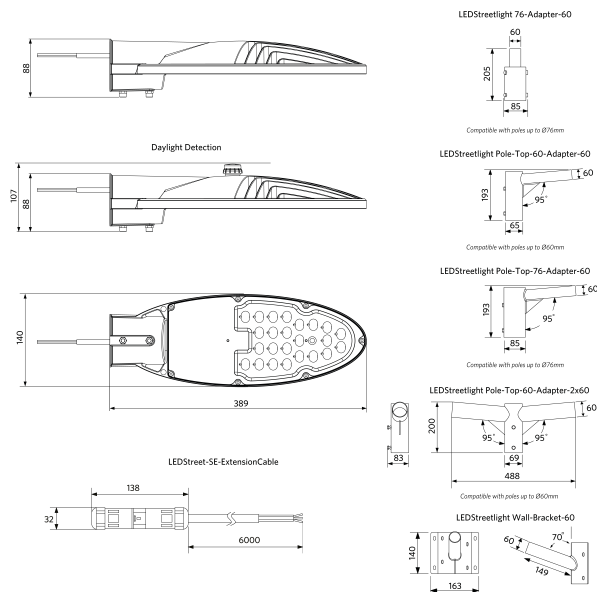 88
Daylight Detection
107
88
140
389
LEDStreet-SE-ExtensionCable
138
32
6000
LEDStreetlight 76-Adapter-60
60
205
85
Compatible with poles up to Ø76mm
LEDStreetlight Pole-Top-60-Adapter-60
60
193
95°
65
Compatible with poles up to Ø60mm
LEDStreetlight Pole-Top-76-Adapter-60
60
193
95°
85
Compatible with poles up to Ø76mm
LEDStreetlight Pole-Top-60-Adapter-2x60
60
200
95° 95°
83
69
488
Compatible with poles up to Ø60mm
LEDStreetlight Wall-Bracket-60
140
163
60
70°
149